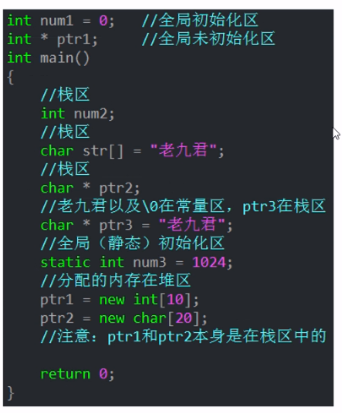 int num1 = 0;   //全局初始化区
int * ptr1;     //全局未初始化区
int main()
{
    //栈区
    int num2;
    //栈区
    char str[] = "老九君";
    //栈区
    char * ptr2;
    //老九君以及\0在常量区，ptr3在栈区
    char * ptr3 = "老九君";
    //全局（静态）初始化区
    static int num3 = 1024;
    //分配的内存在堆区
    ptr1 = new int[10];
    ptr2 = new char[20];
    //注意：ptr1和ptr2本身是在栈区中的

    return 0;
}